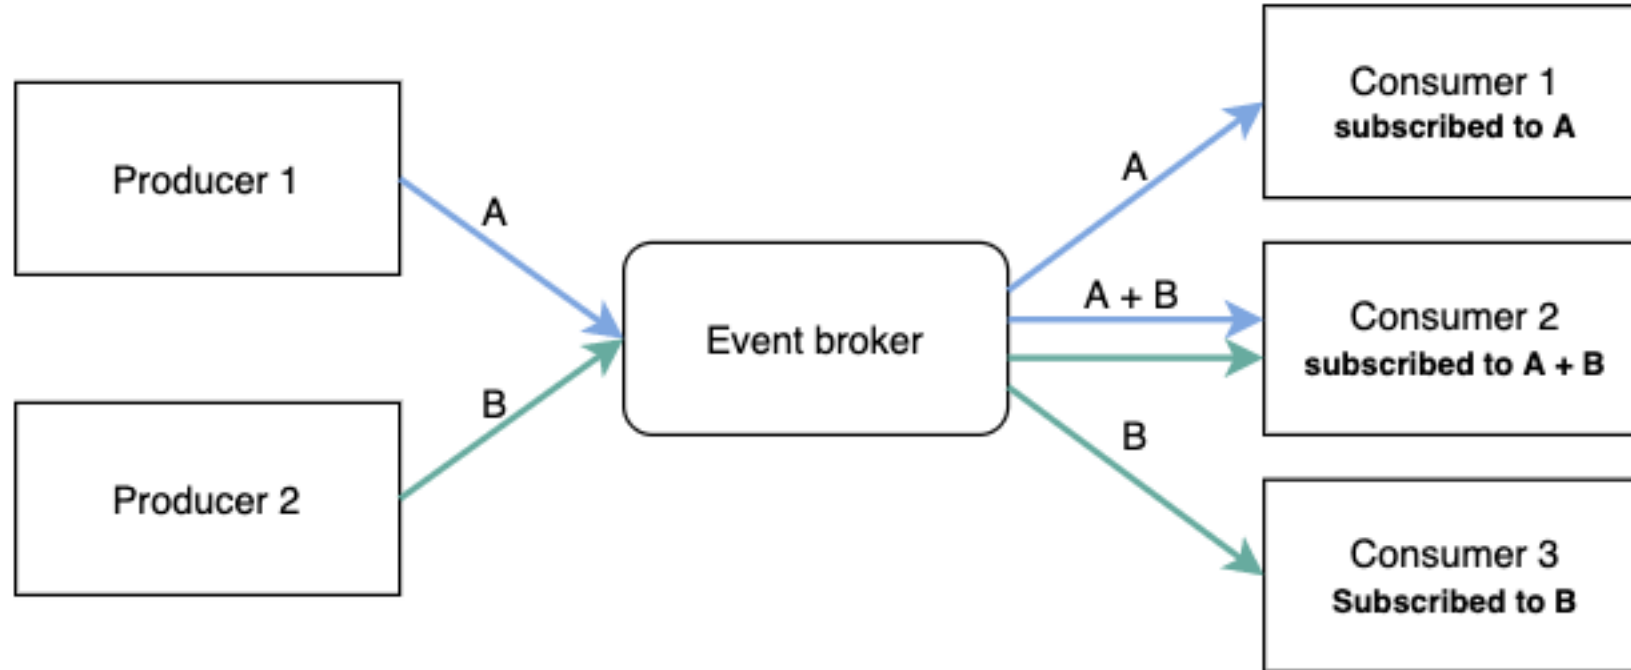 Producer 1
A
Producer 2
B
Event broker
A
A + B
B
Consumer 1
subscribed to A
Consumer 2
subscribed to A + B
Consumer 3
Subscribed to B